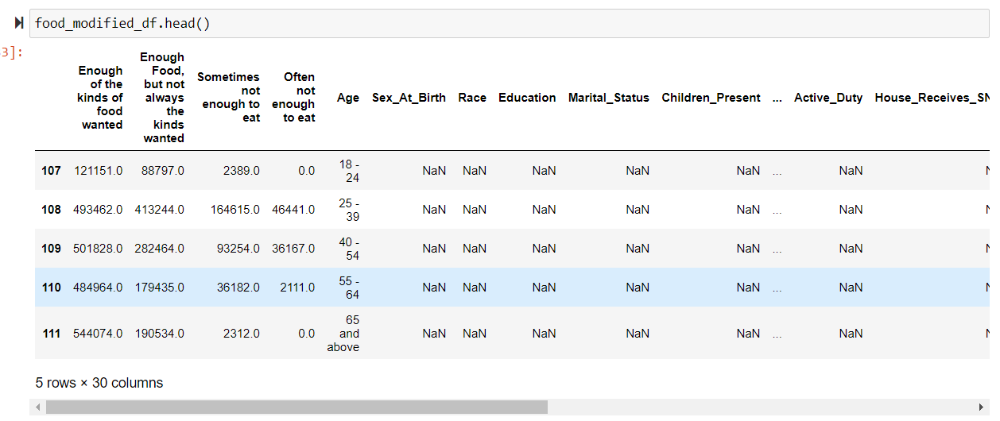 food_modified_df.head()
3]:
Enough of the kinds of food wanted Enough Food, but not always the kinds wanted Sometimes not enough to eat Often not enough to eat Age Sex_At_Birth Race Education Marital_Status Children_Present ... Active_Duty House_Receives_SN
107 121151.0 88797.0 2389.0 0.0 18 - 24 NaN NaN NaN NaN NaN ... NaN N
108 493462.0 413244.0 164615.0 46441.0 25 - 39 NaN NaN NaN NaN NaN ... NaN N
109 501828.0 282464.0 93254.0 36167.0 40 - 54 NaN NaN NaN NaN NaN ... NaN N
110 484964.0 179435.0 36182.0 2111.0 55 - 64 NaN NaN NaN NaN NaN ... NaN N
111 544074.0 190534.0 2312.0 0.0 65 and above NaN NaN NaN NaN NaN ... NaN N
5 rows × 30 columns